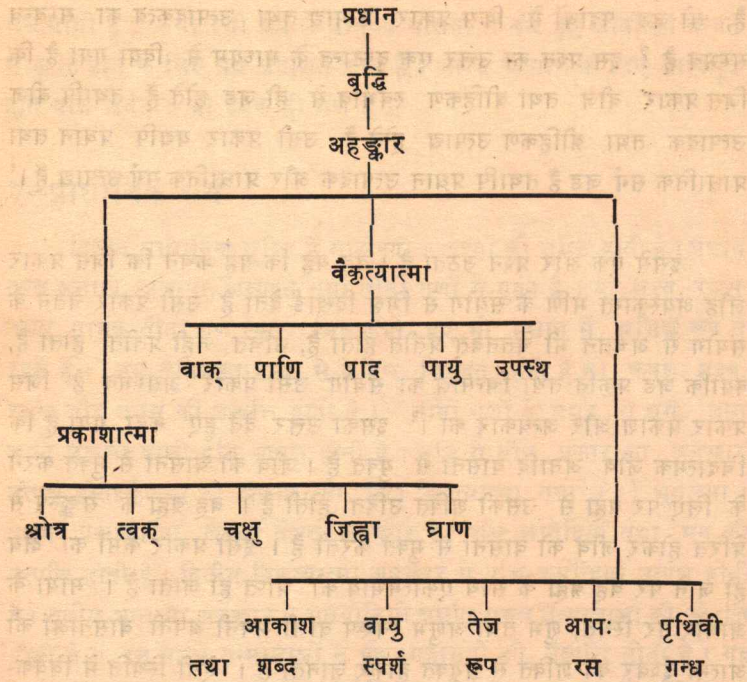 प्रधान
बुद्धि
अहङ्कार
वैकृत्यात्मा
वाक् पाणि पाद पायु उपस्थ
प्रकाशात्मा
श्रोत्र त्वक् चक्षु जिह्वा घ्राण
आकाश वायु तेज आपः पृथिवी
तथा शब्द स्पर्श रूप रस गन्ध